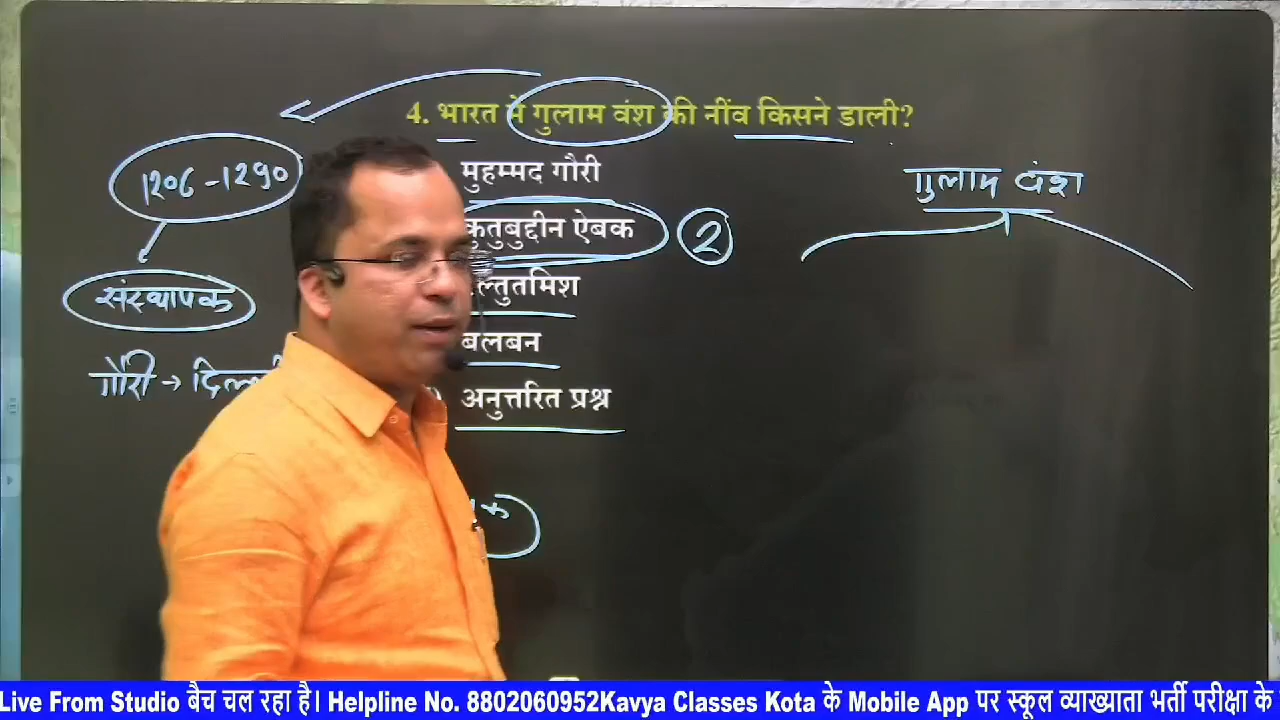 4. भारत में गुलाम वंश की नींव किसने डाली?
मुहम्मद गौरी
कुतुबुद्दीन ऐबक
2
बलबन
अनुत्तरित प्रश्न
1206-1290
संस्थापक
गौरी →
गुलाम वंश
Live From Studio बैच चल रहा है। Helpline No. 8802060952Kavya Classes Kota के Mobile App पर स्कूल व्याख्याता भर्ती परीक्षा के